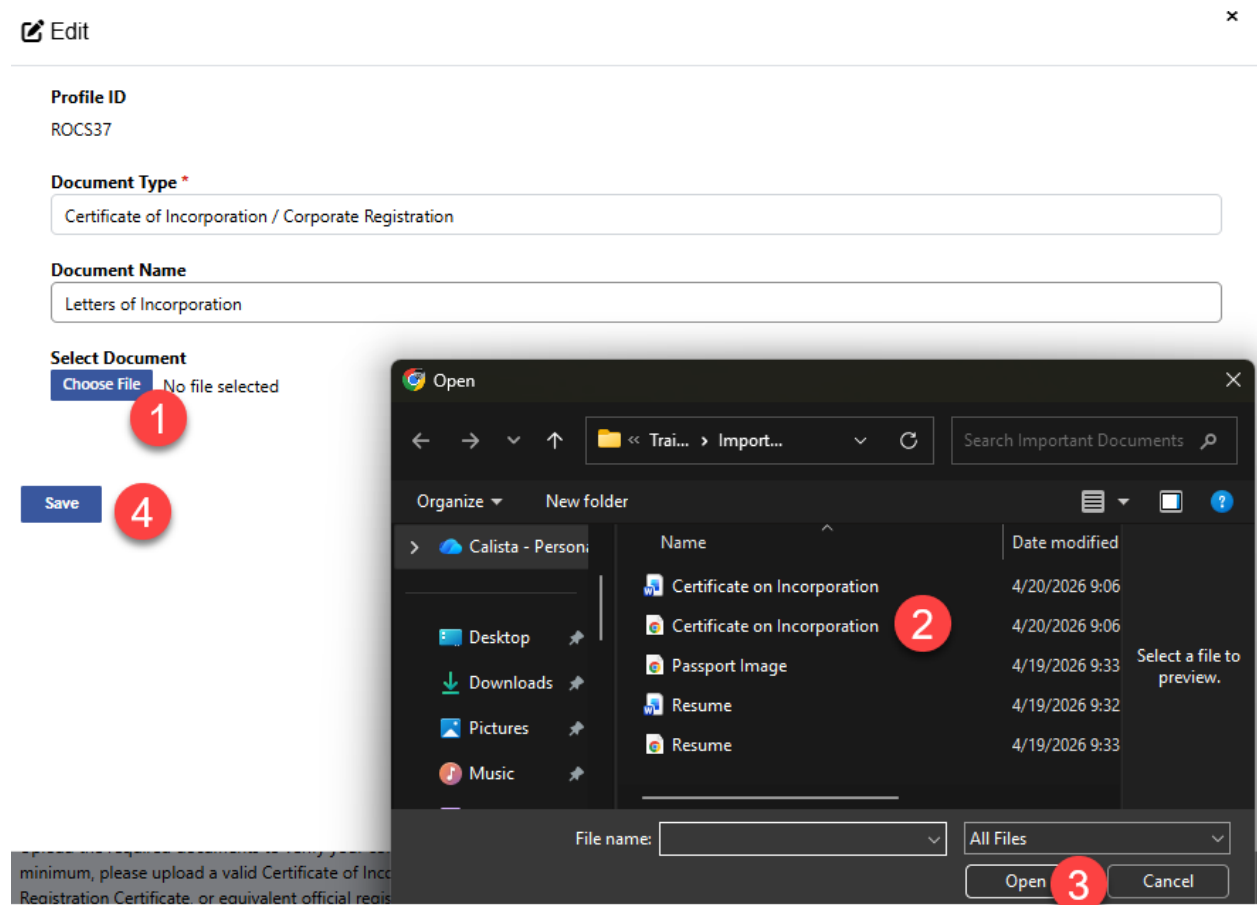 ×
Edit
Profile ID
ROCS37
Document Type *
Certificate of Incorporation / Corporate Registration
Document Name
Letters of Incorporation
Select Document
Choose File No file selected
1
Save
4
Open
« Trai... › Import...
Search Important Documents
Organize New folder
?
Calista - Persona
Name Date modified
Certificate on Incorporation 4/20/2026 9:06
Certificate on Incorporation 4/20/2026 9:06
2
Passport Image 4/19/2026 9:33
Resume 4/19/2026 9:32
Resume 4/19/2026 9:33
Select a file to
preview.
Desktop
Downloads
Pictures
Music
File name: All Files
Open Cancel
3
minimum, please upload a valid Certificate of Inc
Registration Certificate, or equivalent official regis